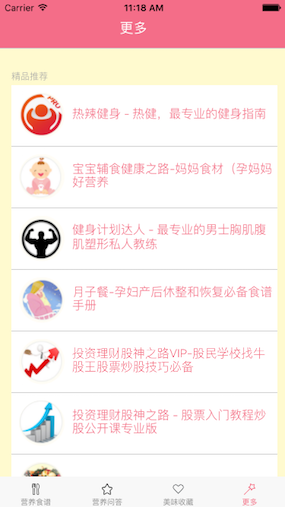 Carrier
11:18 AM
更多
精品推荐
PRO
热辣健身 - 热健，最专业的健身指南
宝宝辅食健康之路-妈妈食材（孕妈妈
好营养
健身计划达人 - 最专业的男士胸肌腹
肌塑形私人教练
月子餐-孕妇产后休整和恢复必备食谱
手册
投资理财股神之路VIP-股民学校找牛
股王股票炒股技巧必备
投资理财股神之路 - 股票入门教程炒
股公开课专业版
营养食谱
营养问答
美味收藏
更多